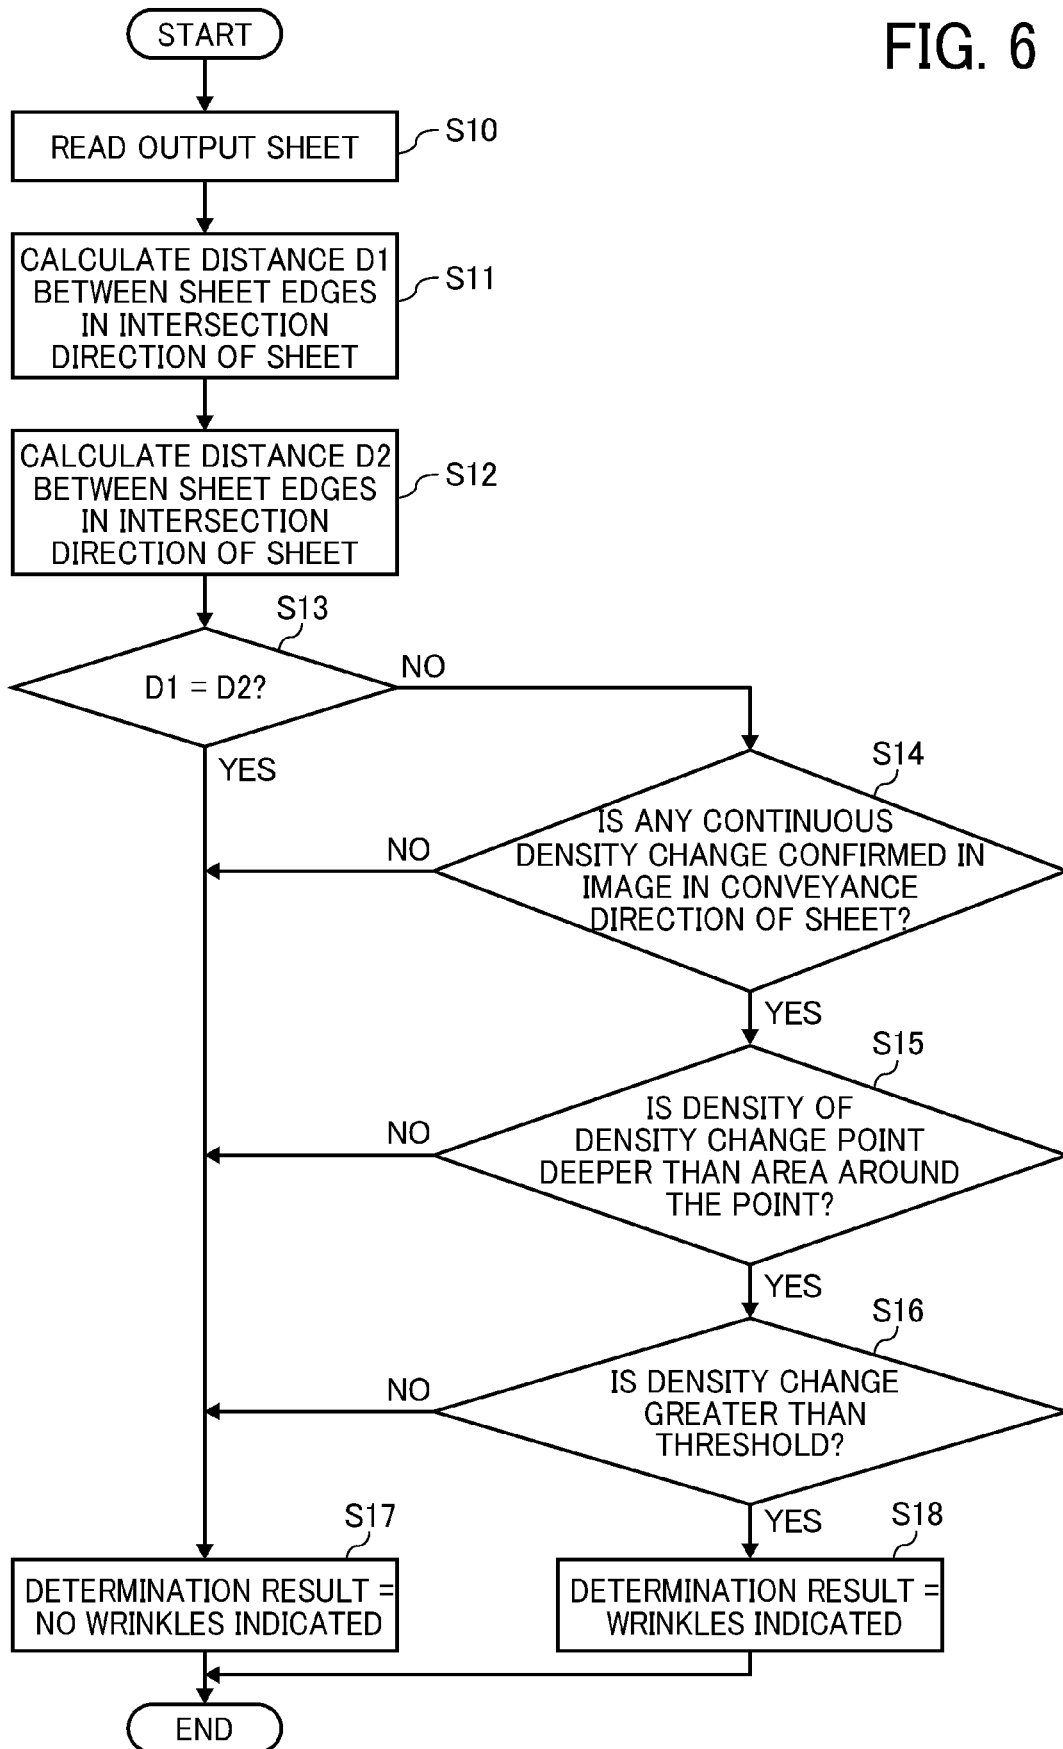 START
FIG. 6
READ OUTPUT SHEET
S10
CALCULATE DISTANCE D1
BETWEEN SHEET EDGES
IN INTERSECTION
DIRECTION OF SHEET
S11
CALCULATE DISTANCE D2
BETWEEN SHEET EDGES
IN INTERSECTION
DIRECTION OF SHEET
S12
S13
D1 = D2?
NO
YES
S14
IS ANY CONTINUOUS
DENSITY CHANGE CONFIRMED IN
IMAGE IN CONVEYANCE
DIRECTION OF SHEET?
NO
YES
S15
IS DENSITY OF
DENSITY CHANGE POINT
DEEPER THAN AREA AROUND
THE POINT?
NO
YES
S16
IS DENSITY CHANGE
GREATER THAN
THRESHOLD?
NO
YES
S17
DETERMINATION RESULT =
NO WRINKLES INDICATED
S18
DETERMINATION RESULT =
WRINKLES INDICATED
END